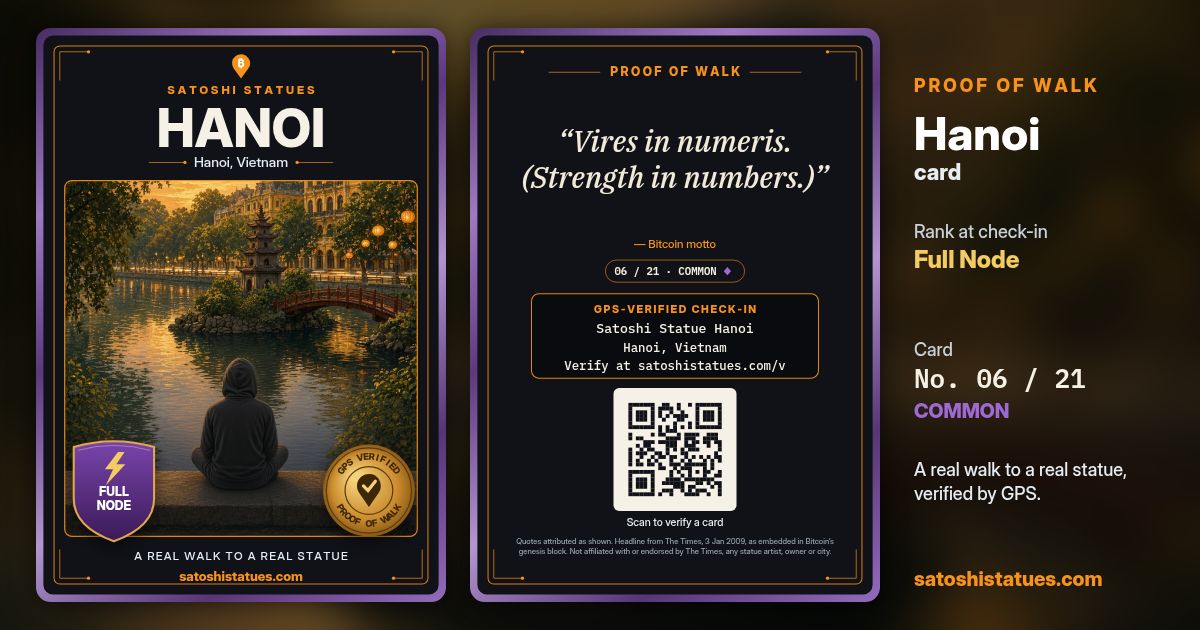 SATOSHI STATUES
HANOI
Hanoi, Vietnam
FULL
NODE
GPS VERIFIED
PROOF OF WALK
A REAL WALK TO A REAL STATUE
satoshistatues.com
PROOF OF WALK
“Vires in numeris.
(Strength in numbers.)”
— Bitcoin motto
06 / 21 · COMMON
GPS-VERIFIED CHECK-IN
Satoshi Statue Hanoi
Hanoi, Vietnam
Verify at satoshistatues.com/v
Scan to verify a card
Quotes attributed as shown. Headline from The Times, 3 Jan 2009, as embedded in Bitcoin's
genesis block. Not affiliated with or endorsed by The Times, any statue artist, owner or city.
PROOF OF WALK
Hanoi
card
Rank at check-in
Full Node
Card
No. 06 / 21
COMMON
A real walk to a real statue,
verified by GPS.
satoshistatues.com